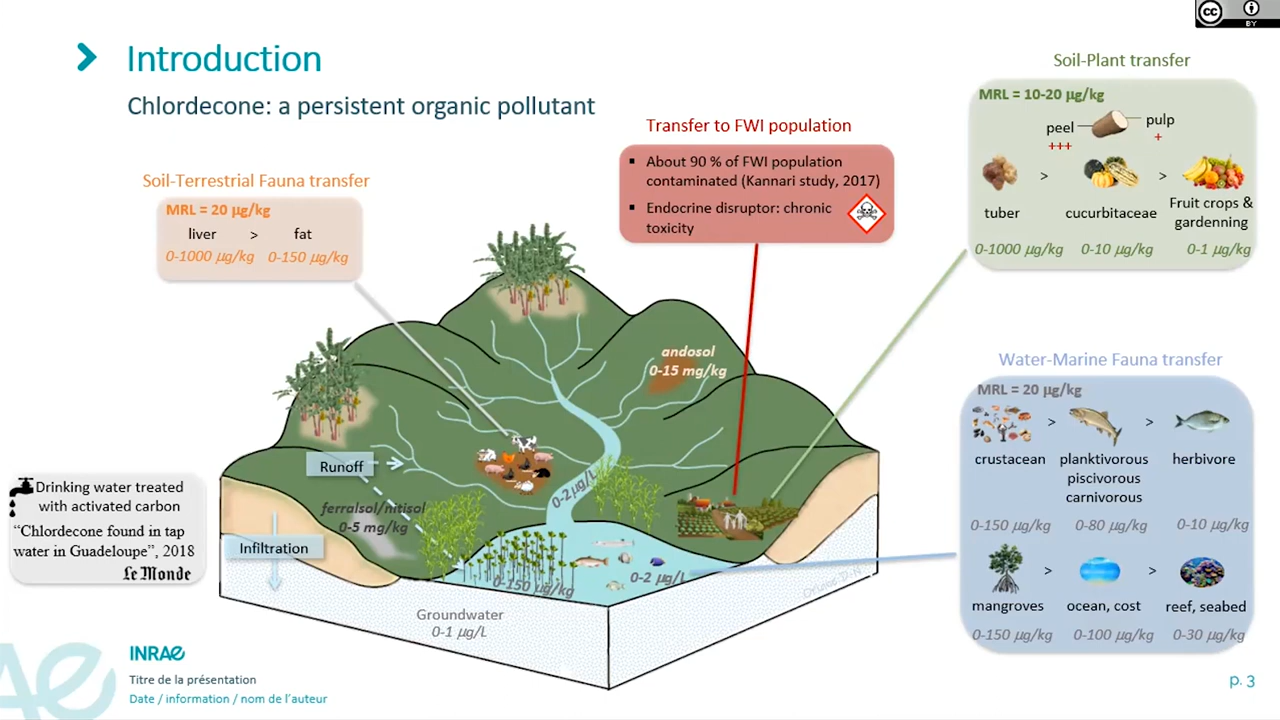 Introduction
Chlordecone: a persistent organic pollutant
cc
BY
Soil-Terrestrial Fauna transfer
MRL = 20 µg/kg
liver > fat
0-1000 µg/kg 0-150 µg/kg
Transfer to FWI population
About 90 % of FWI population
contaminated (Kannari study, 2017)
Endocrine disruptor: chronic
toxicity
Soil-Plant transfer
MRL = 10-20 µg/kg
peel pulp
+++ +
> >
tuber cucurbitaceae Fruit crops &
gardenning
0-1000 µg/kg 0-10 µg/kg 0-1 µg/kg
Water-Marine Fauna transfer
MRL = 20 µg/kg
> >
crustacean planktivorous herbivore
piscivorous
carnivorous
0-150 µg/kg 0-80 µg/kg 0-10 µg/kg
> >
mangroves ocean, cost reef, seabed
0-150 µg/kg 0-100 µg/kg 0-30 µg/kg
andosol
0-15 mg/kg
Runoff
ferralsol/nitisol
0-5 mg/kg
0-2 µg/L
Infiltration
0-150 µg/kg
0-2 µg/L
Groundwater
0-1 µg/L
Drinking water treated
with activated carbon
“Chlordecone found in tap
water in Guadeloupe”, 2018
Le Monde
INRAE
Titre de la présentation
Date / information / nom de l’auteur
p. 3